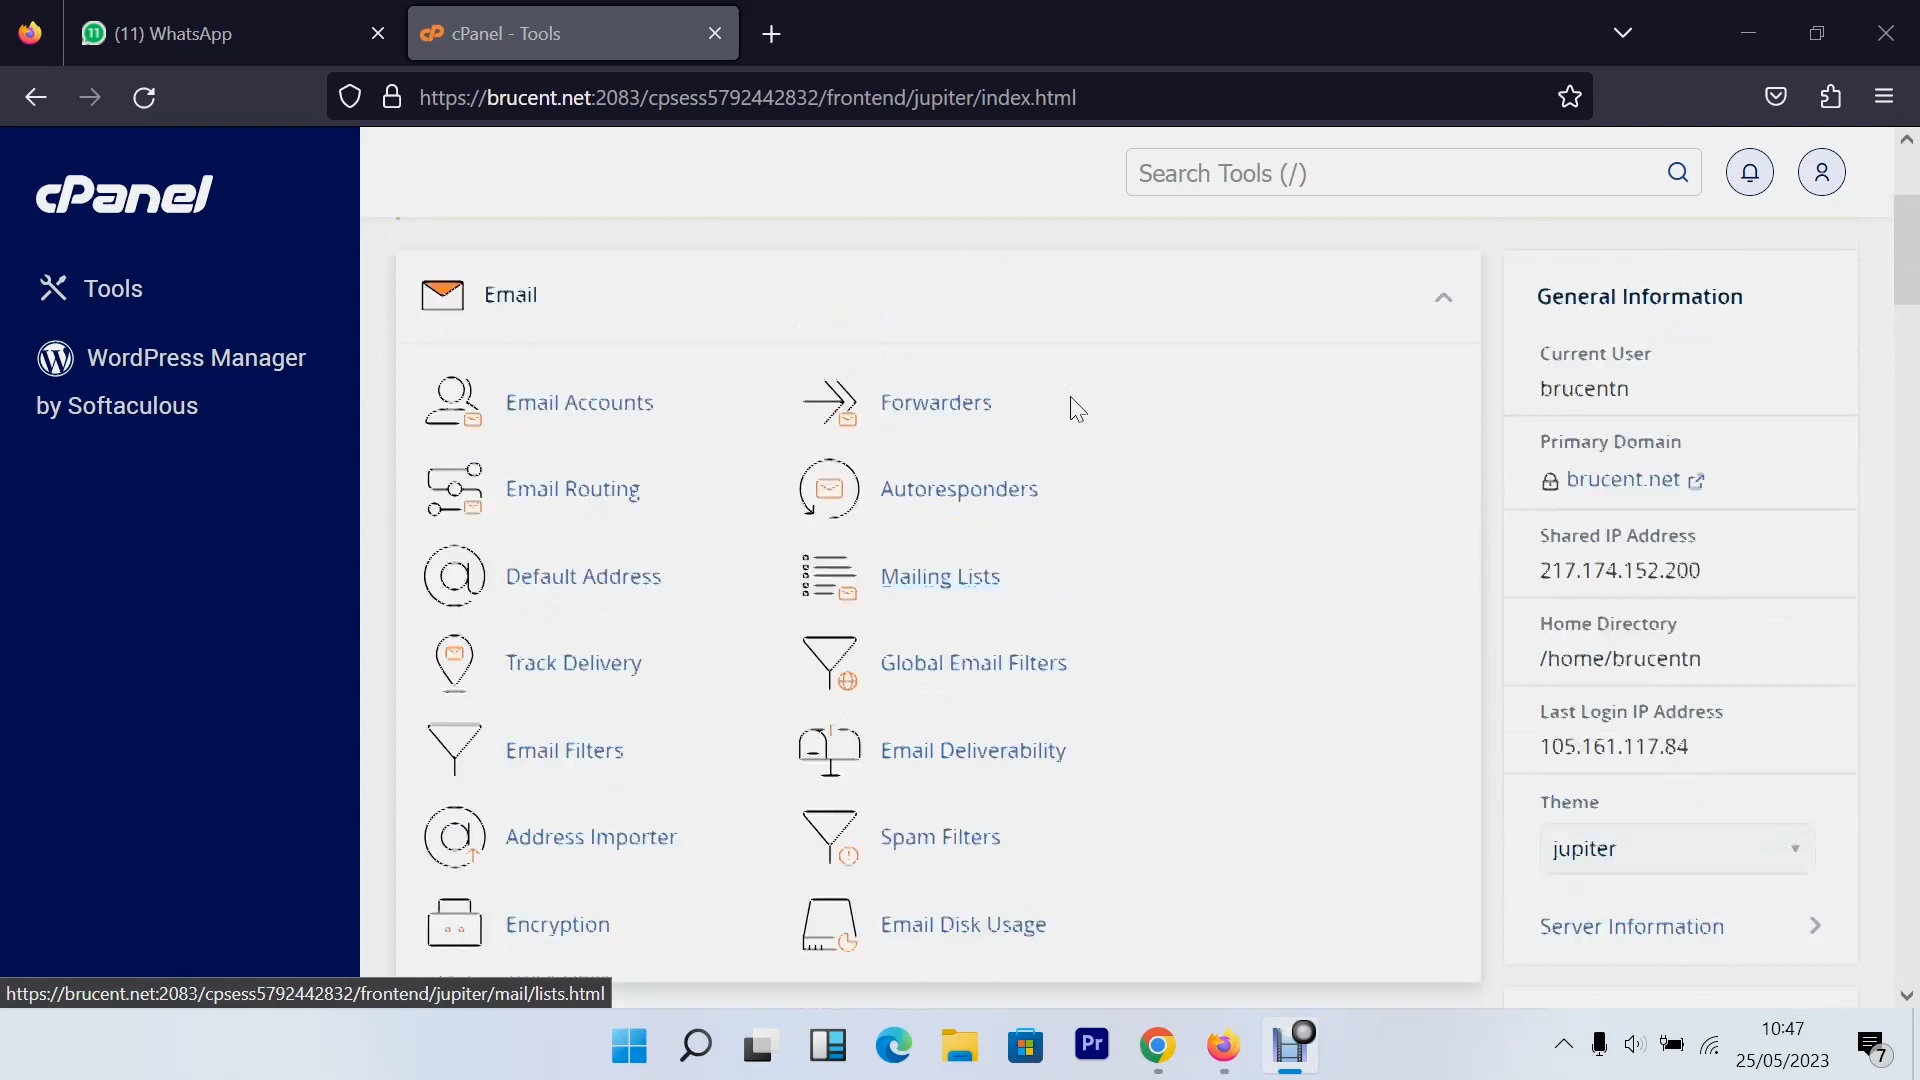 11
(11) WhatsApp
cPanel - Tools
https://brucent.net:2083/cpsess5792442832/frontend/jupiter/index.html
cPanel
Search Tools (/)
Tools
WordPress Manager
by Softaculous
Email
Email Accounts
Forwarders
Email Routing
Autoresponders
Default Address
Mailing Lists
Track Delivery
Global Email Filters
Email Filters
Email Deliverability
Address Importer
Spam Filters
Encryption
Email Disk Usage
General Information
Current User
brucentn
Primary Domain
brucent.net
Shared IP Address
217.174.152.200
Home Directory
/home/brucentn
Last Login IP Address
105.161.117.84
Theme
jupiter
Server Information
https://brucent.net:2083/cpsess5792442832/frontend/jupiter/mail/lists.html
Pr
10:47
25/05/2023
7